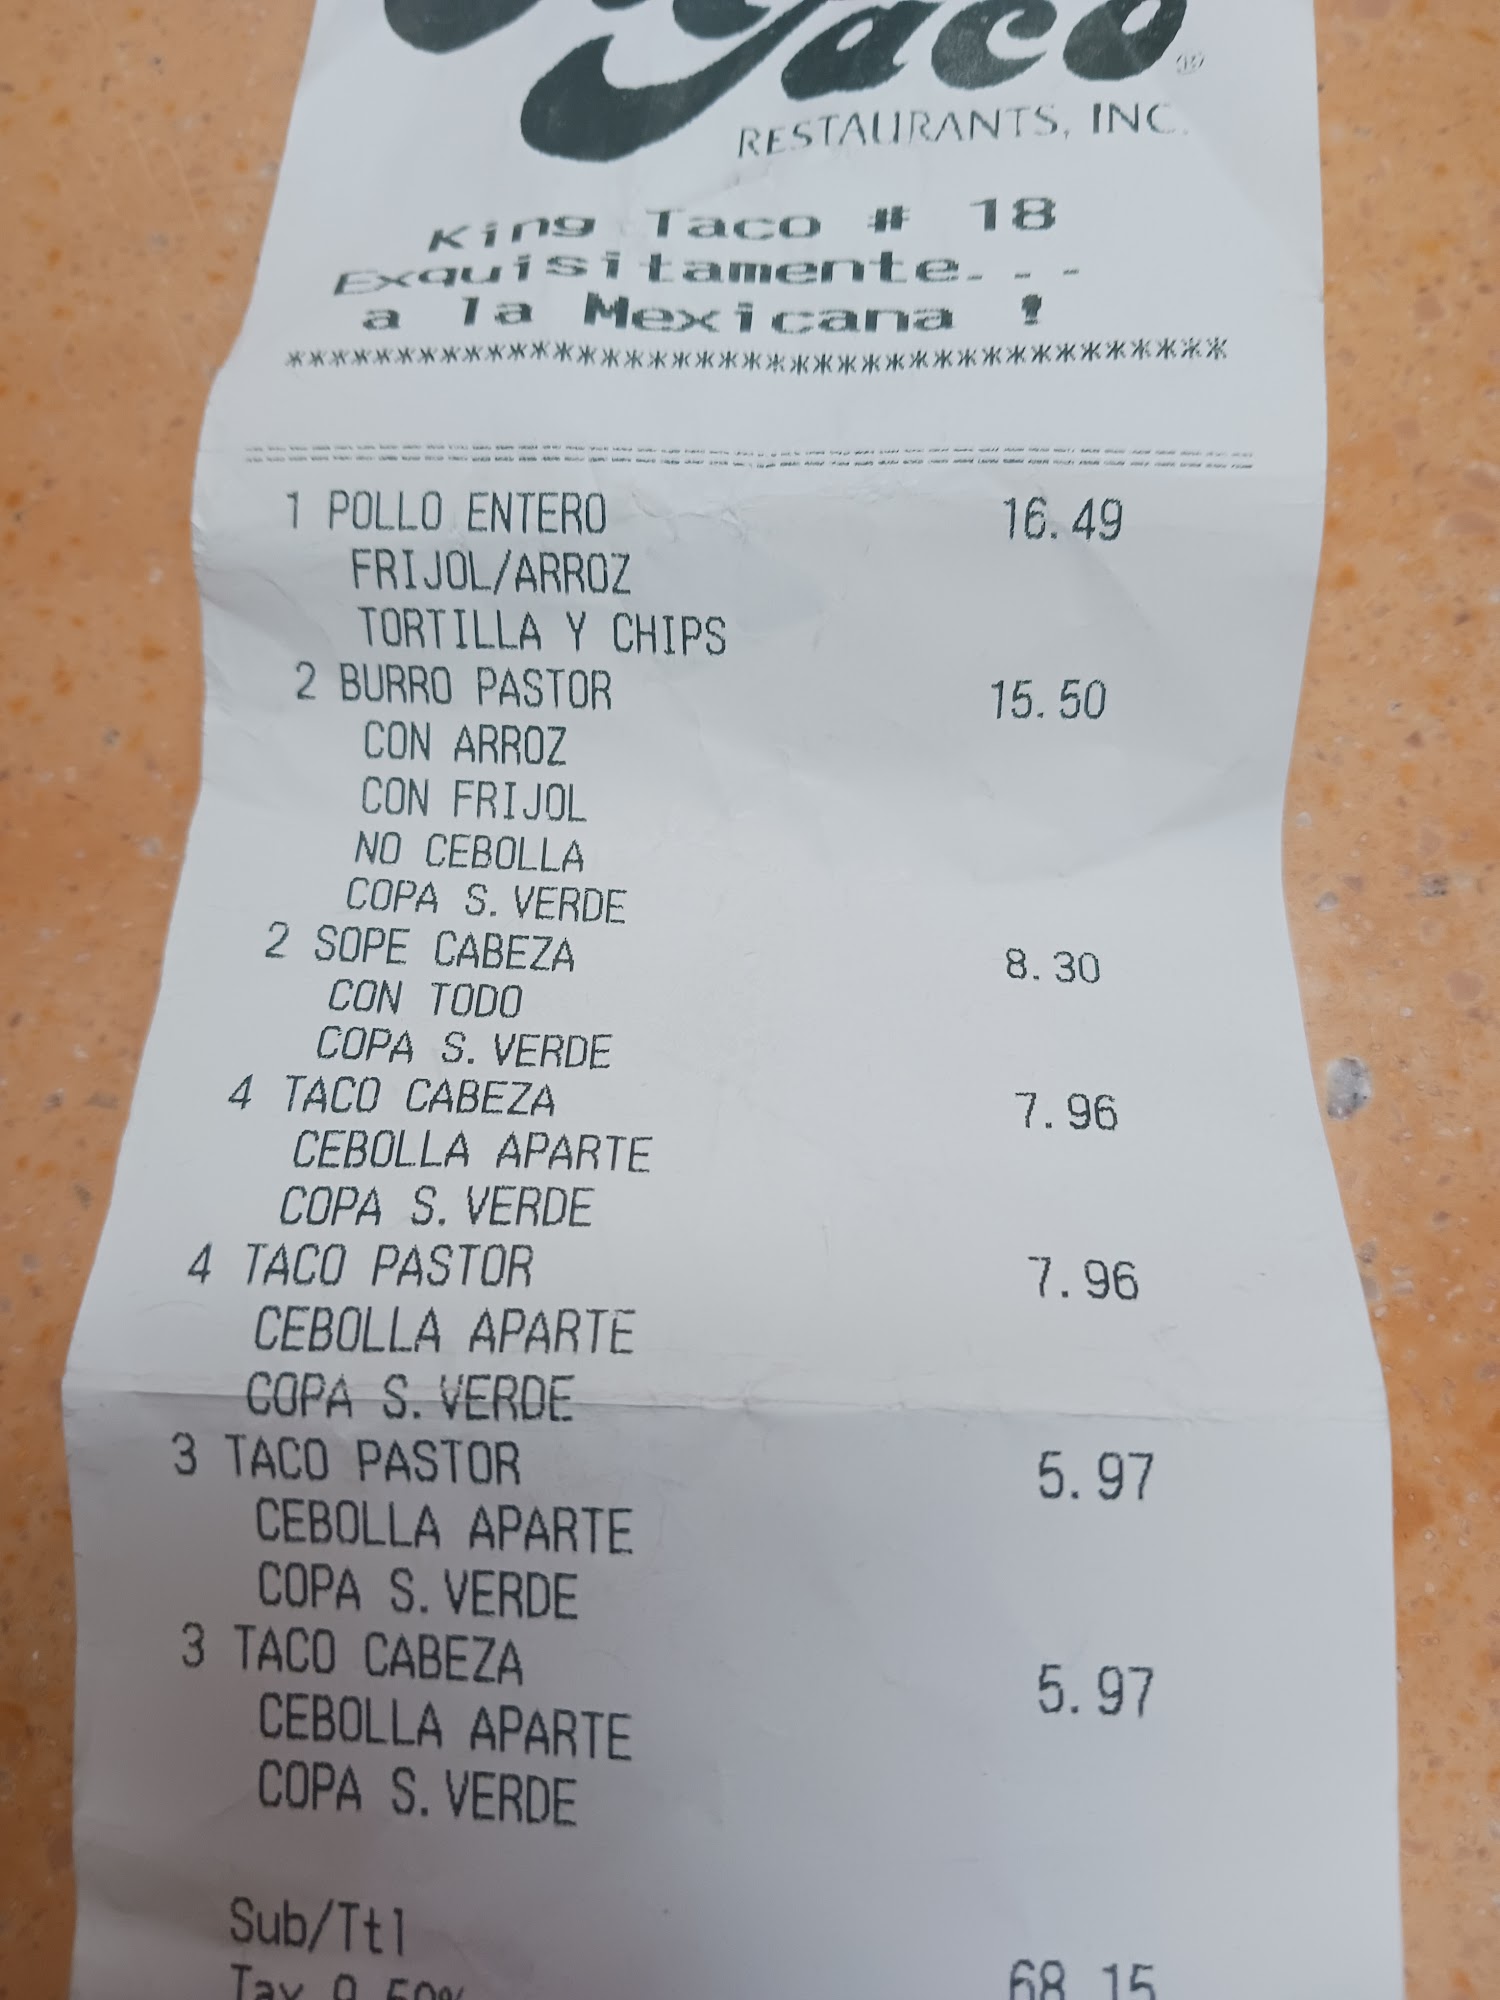 Taco®
RESTAURANTS, INC.
King Taco # 18
Exquisitamente...
a la Mexicana !
******************************************
1 POLLO ENTERO 16.49
FRIJOL/ARROZ
TORTILLA Y CHIPS
2 BURRO PASTOR 15.50
CON ARROZ
CON FRIJOL
NO CEBOLLA
COPA S. VERDE
2 SOPE CABEZA 8.30
CON TODO
COPA S. VERDE
4 TACO CABEZA 7.96
CEBOLLA APARTE
COPA S. VERDE
4 TACO PASTOR 7.96
CEBOLLA APARTE
COPA S. VERDE
3 TACO PASTOR 5.97
CEBOLLA APARTE
COPA S. VERDE
3 TACO CABEZA 5.97
CEBOLLA APARTE
COPA S. VERDE
Sub/Ttl 68.15
Tax 9.50%